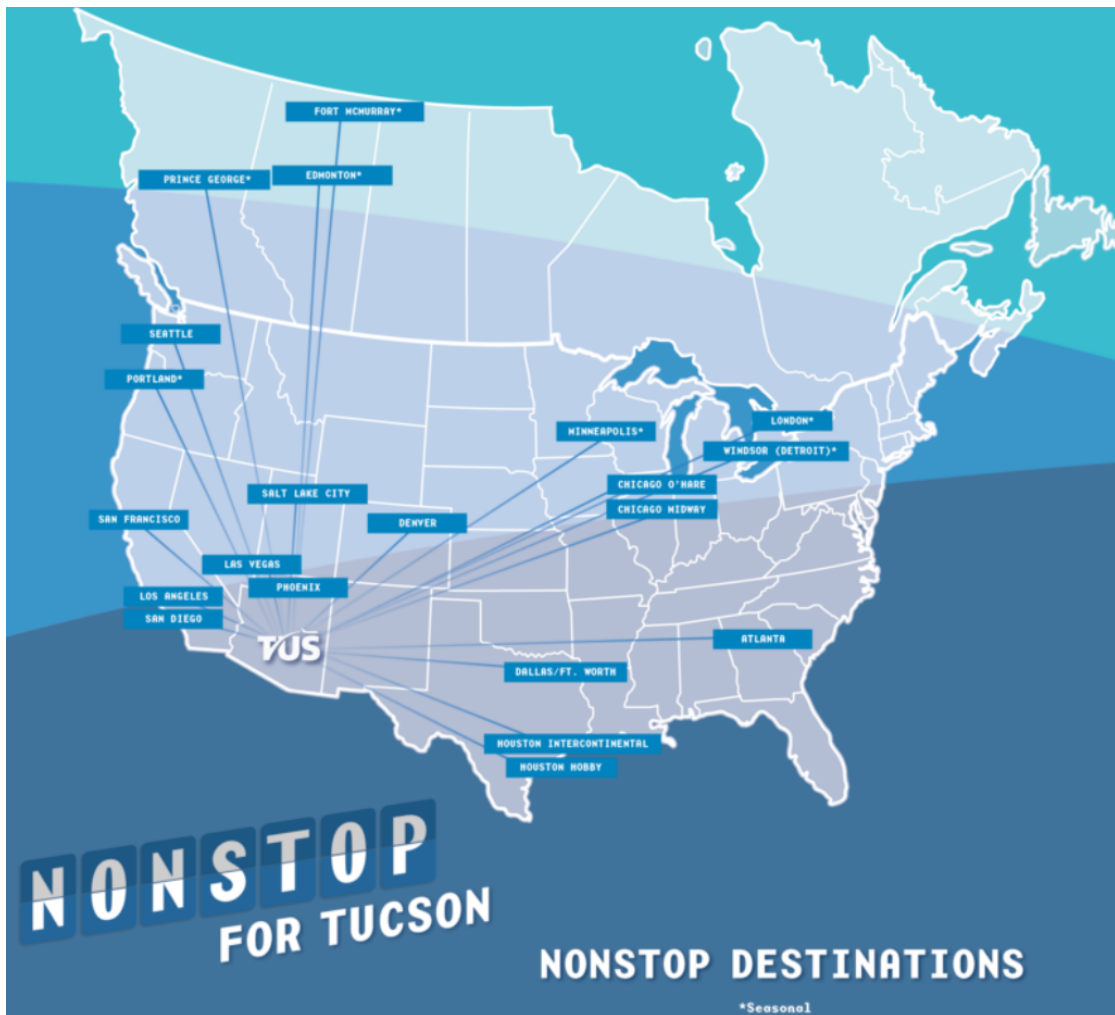 FORT MCMURRAY*
EDMONTON*
PRINCE GEORGE*
SEATTLE
PORTLAND*
LONDON*
MINNEAPOLIS*
WINDSOR (DETROIT)*
CHICAGO O'HARE
SALT LAKE CITY
CHICAGO MIDWAY
SAN FRANCISCO
DENVER
LAS VEGAS
PHOENIX
LOS ANGELES
SAN DIEGO
TUS
ATLANTA
DALLAS/FT. WORTH
HOUSTON INTERCONTINENTAL
HOUSTON HOBBY
NONSTOP
FOR TUCSON
NONSTOP DESTINATIONS
*Seasonal